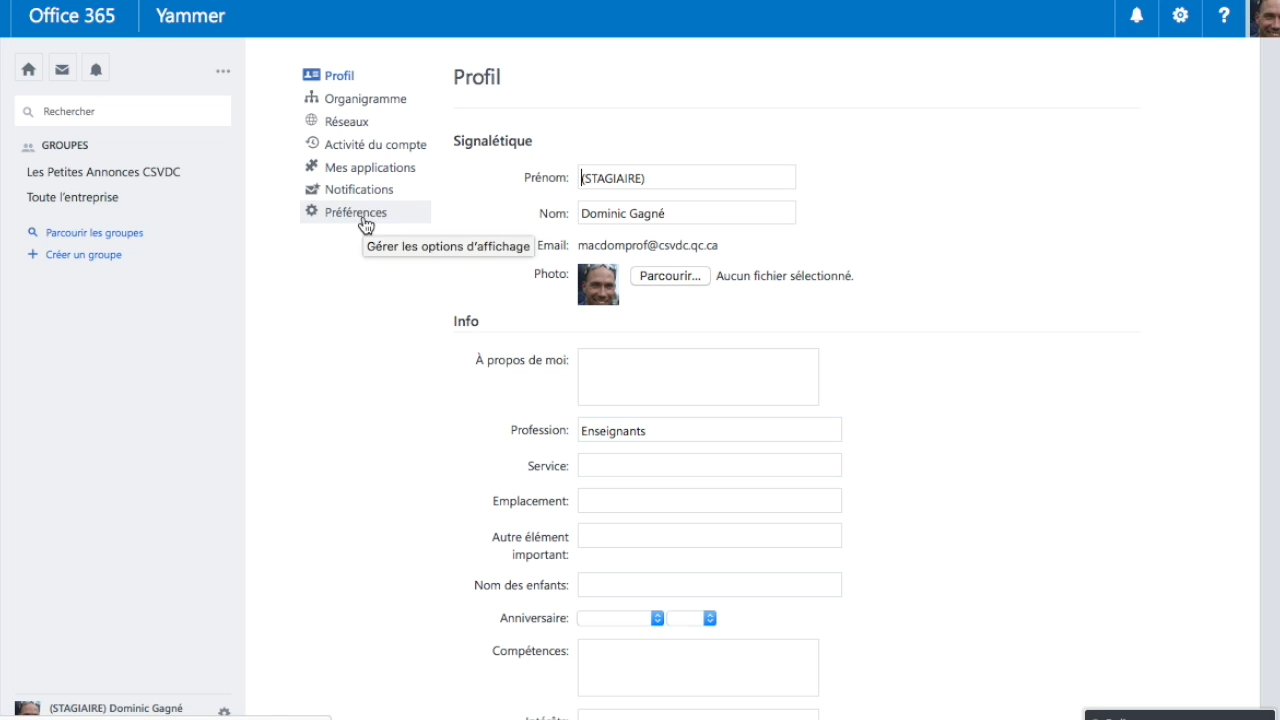 Office 365 Yammer ?
Rechercher
GROUPES
Les Petites Annonces CSVDC
Toute l'entreprise
Parcourir les groupes
+ Créer un groupe
(STAGIAIRE) Dominic Gagné
Profil
Organigramme
Réseaux
Activité du compte
Mes applications
Notifications
Préférences
Gérer les options d'affichage
Profil
Signalétique
Prénom: (STAGIAIRE)
Nom: Dominic Gagné
Email: macdomprof@csvdc.qc.ca
Photo: Parcourir... Aucun fichier sélectionné.
Info
À propos de moi:
Profession: Enseignants
Service:
Emplacement:
Autre élément
important:
Nom des enfants:
Anniversaire:
Compétences: